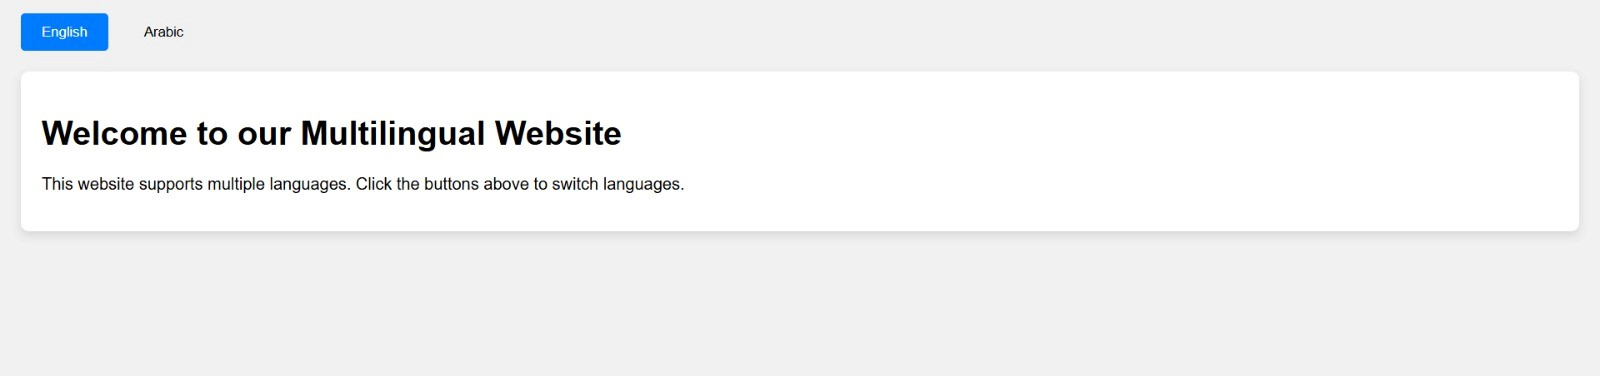 English Arabic
Welcome to our Multilingual Website
This website supports multiple languages. Click the buttons above to switch languages.